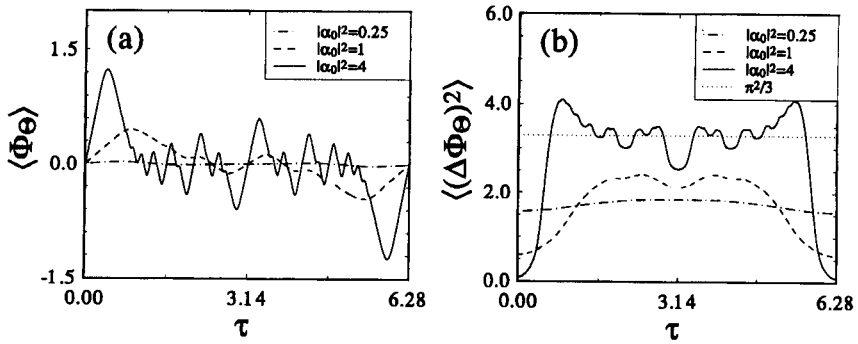 (a)
|α₀|²=0.25
|α₀|²=1
|α₀|²=4
1.5
0.0
-1.5
⟨Φ_Θ⟩
0.00
3.14
6.28
τ
(b)
|α₀|²=0.25
|α₀|²=1
|α₀|²=4
π²/3
6.0
4.0
2.0
0.0
⟨(ΔΦ_Θ)²⟩
0.00
3.14
6.28
τ